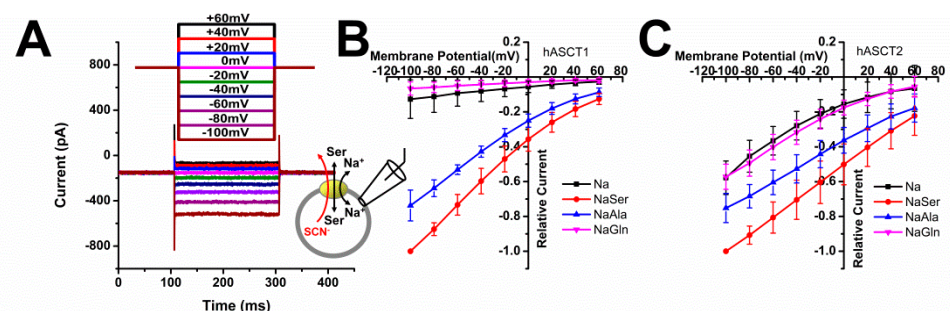 A
+60mV
+40mV
+20mV
0mV
-20mV
-40mV
-60mV
-80mV
-100mV
800
400
0
-400
-800
Current (pA)
0 100 200 300 400
Time (ms)
Ser
Na⁺
Ser
Na⁺
SCN⁻
B
Membrane Potential(mV)
hASCT1
-120 -100 -80 -60 -40 -20 0 20 40 60 80
0.2
-0.2
-0.4
-0.6
-0.8
-1.0
Relative Current
Na
NaSer
NaAla
NaGln
C
Membrane Potential (mV)
hASCT2
-120 -100 -80 -60 -40 -20 0 20 40 60 80
0.2
-0.2
-0.4
-0.6
-0.8
-1.0
Relative Current
Na
NaSer
NaAla
NaGln